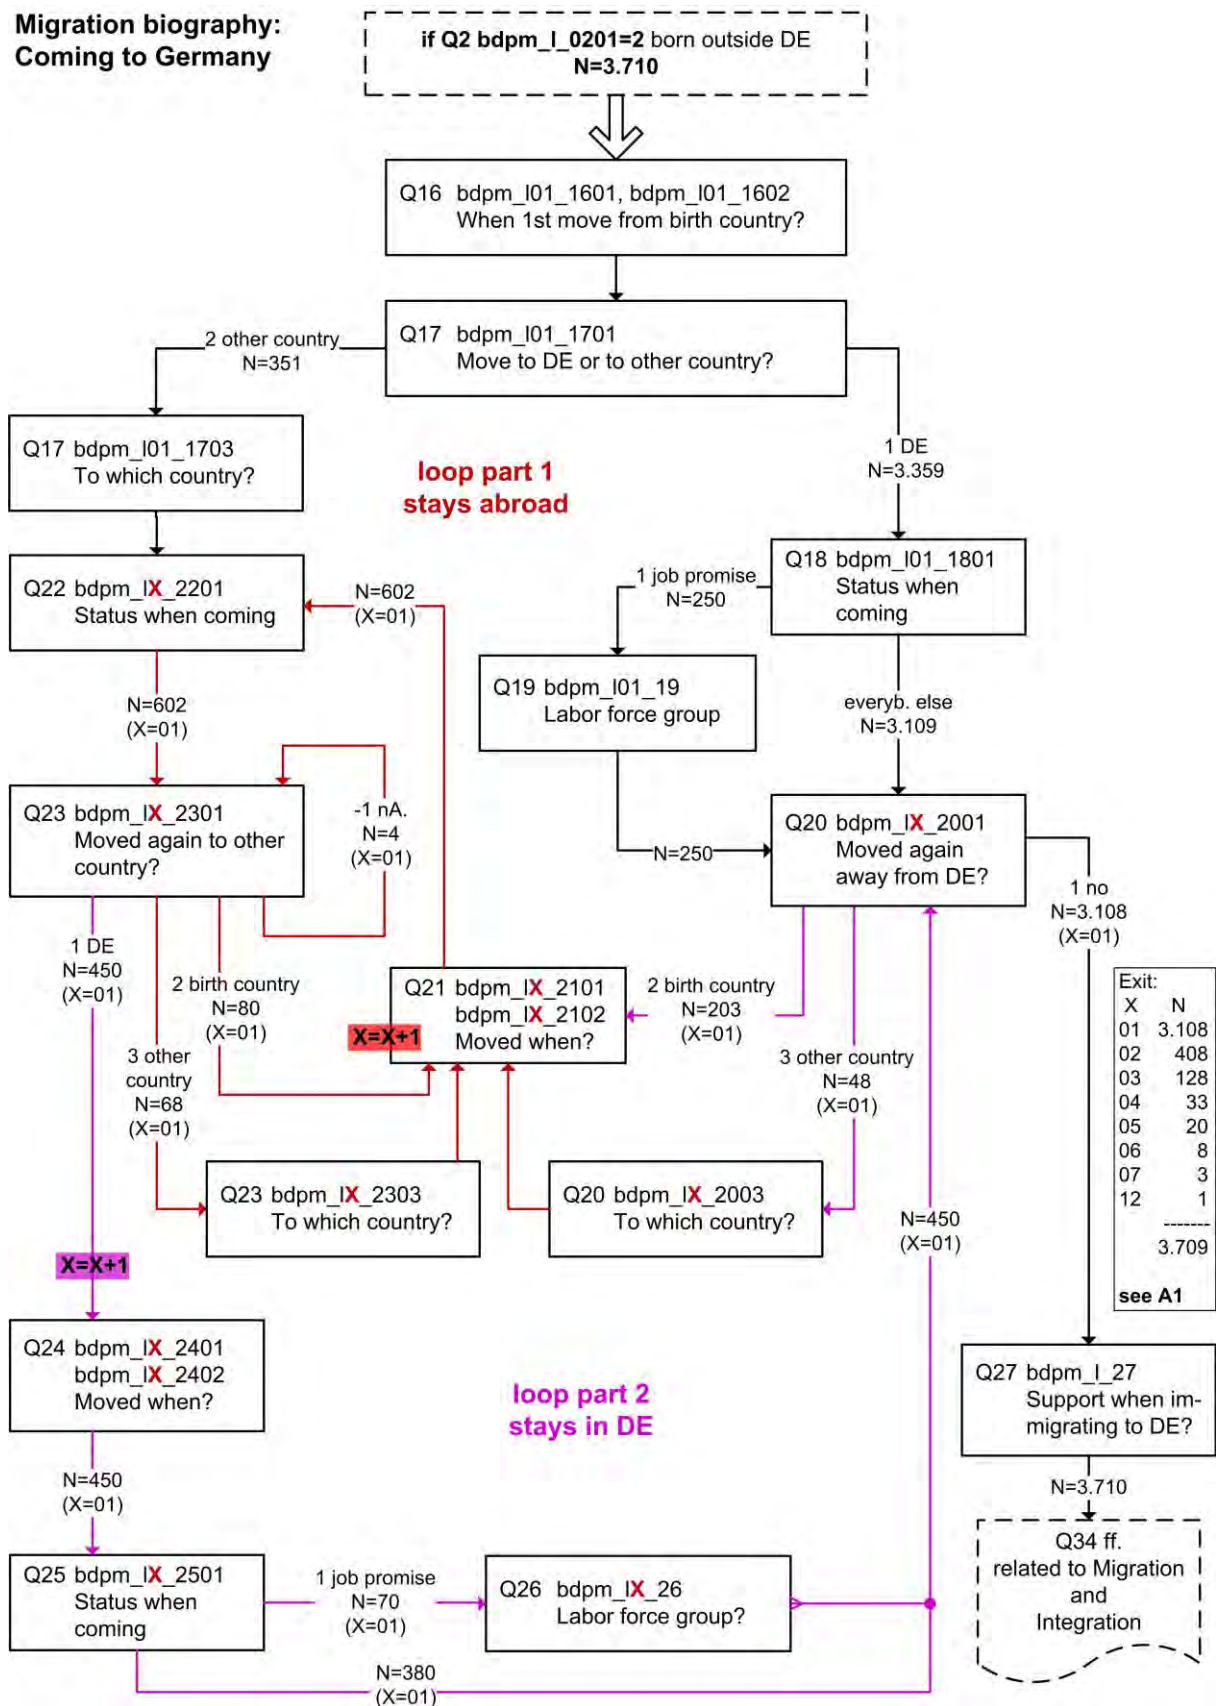 Migration biography:
Coming to Germany
if Q2 bdpm_l_0201=2 born outside DE
N=3.710
Q16 bdpm_l01_1601, bdpm_l01_1602
When 1st move from birth country?
Q17 bdpm_l01_1701
Move to DE or to other country?
2 other country
N=351
Q17 bdpm_l01_1703
To which country?
1 DE
N=3.359
loop part 1
stays abroad
Q18 bdpm_l01_1801
Status when
coming
Q22 bdpm_lX_2201
Status when coming
N=602
(X=01)
1 job promise
N=250
Q19 bdpm_l01_19
Labor force group
everyb. else
N=3.109
N=602
(X=01)
Q23 bdpm_lX_2301
Moved again to other
country?
-1 nA.
N=4
(X=01)
N=250
Q20 bdpm_lX_2001
Moved again
away from DE?
1 no
N=3.108
(X=01)
1 DE
N=450
(X=01)
2 birth country
N=80
(X=01)
3 other
country
N=68
(X=01)
Q21 bdpm_lX_2101
bdpm_lX_2102
Moved when?
X=X+1
2 birth country
N=203
(X=01)
3 other country
N=48
(X=01)
Exit:
X N
01 3.108
02 408
03 128
04 33
05 20
06 8
07 3
12 1
-------
3.709
see A1
Q23 bdpm_lX_2303
To which country?
Q20 bdpm_lX_2003
To which country?
N=450
(X=01)
X=X+1
Q24 bdpm_lX_2401
bdpm_lX_2402
Moved when?
loop part 2
stays in DE
Q27 bdpm_l_27
Support when im-
migrating to DE?
N=450
(X=01)
N=3.710
Q25 bdpm_lX_2501
Status when
coming
1 job promise
N=70
(X=01)
Q26 bdpm_lX_26
Labor force group?
Q34 ff.
related to Migration
and
Integration
N=380
(X=01)